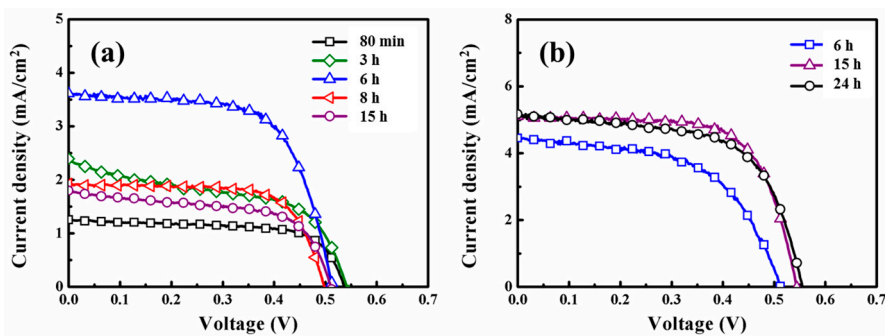 (a)
80 min
3 h
6 h
8 h
15 h
5
4
3
2
1
0
0.0 0.1 0.2 0.3 0.4 0.5 0.6 0.7
Voltage (V)
Current density (mA/cm²)
(b)
6 h
15 h
24 h
8
6
4
2
0
0.0 0.1 0.2 0.3 0.4 0.5 0.6 0.7
Voltage (V)
Current density (mA/cm²)